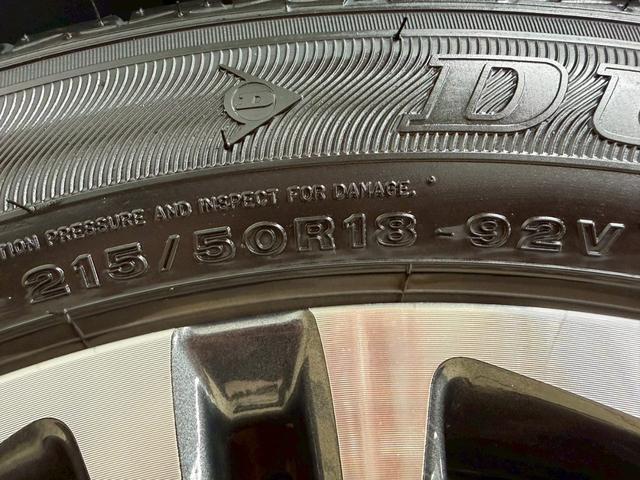 D
DU
TION PRESSURE AND INSPECT FOR DAMAGE.
215/50R18-92V